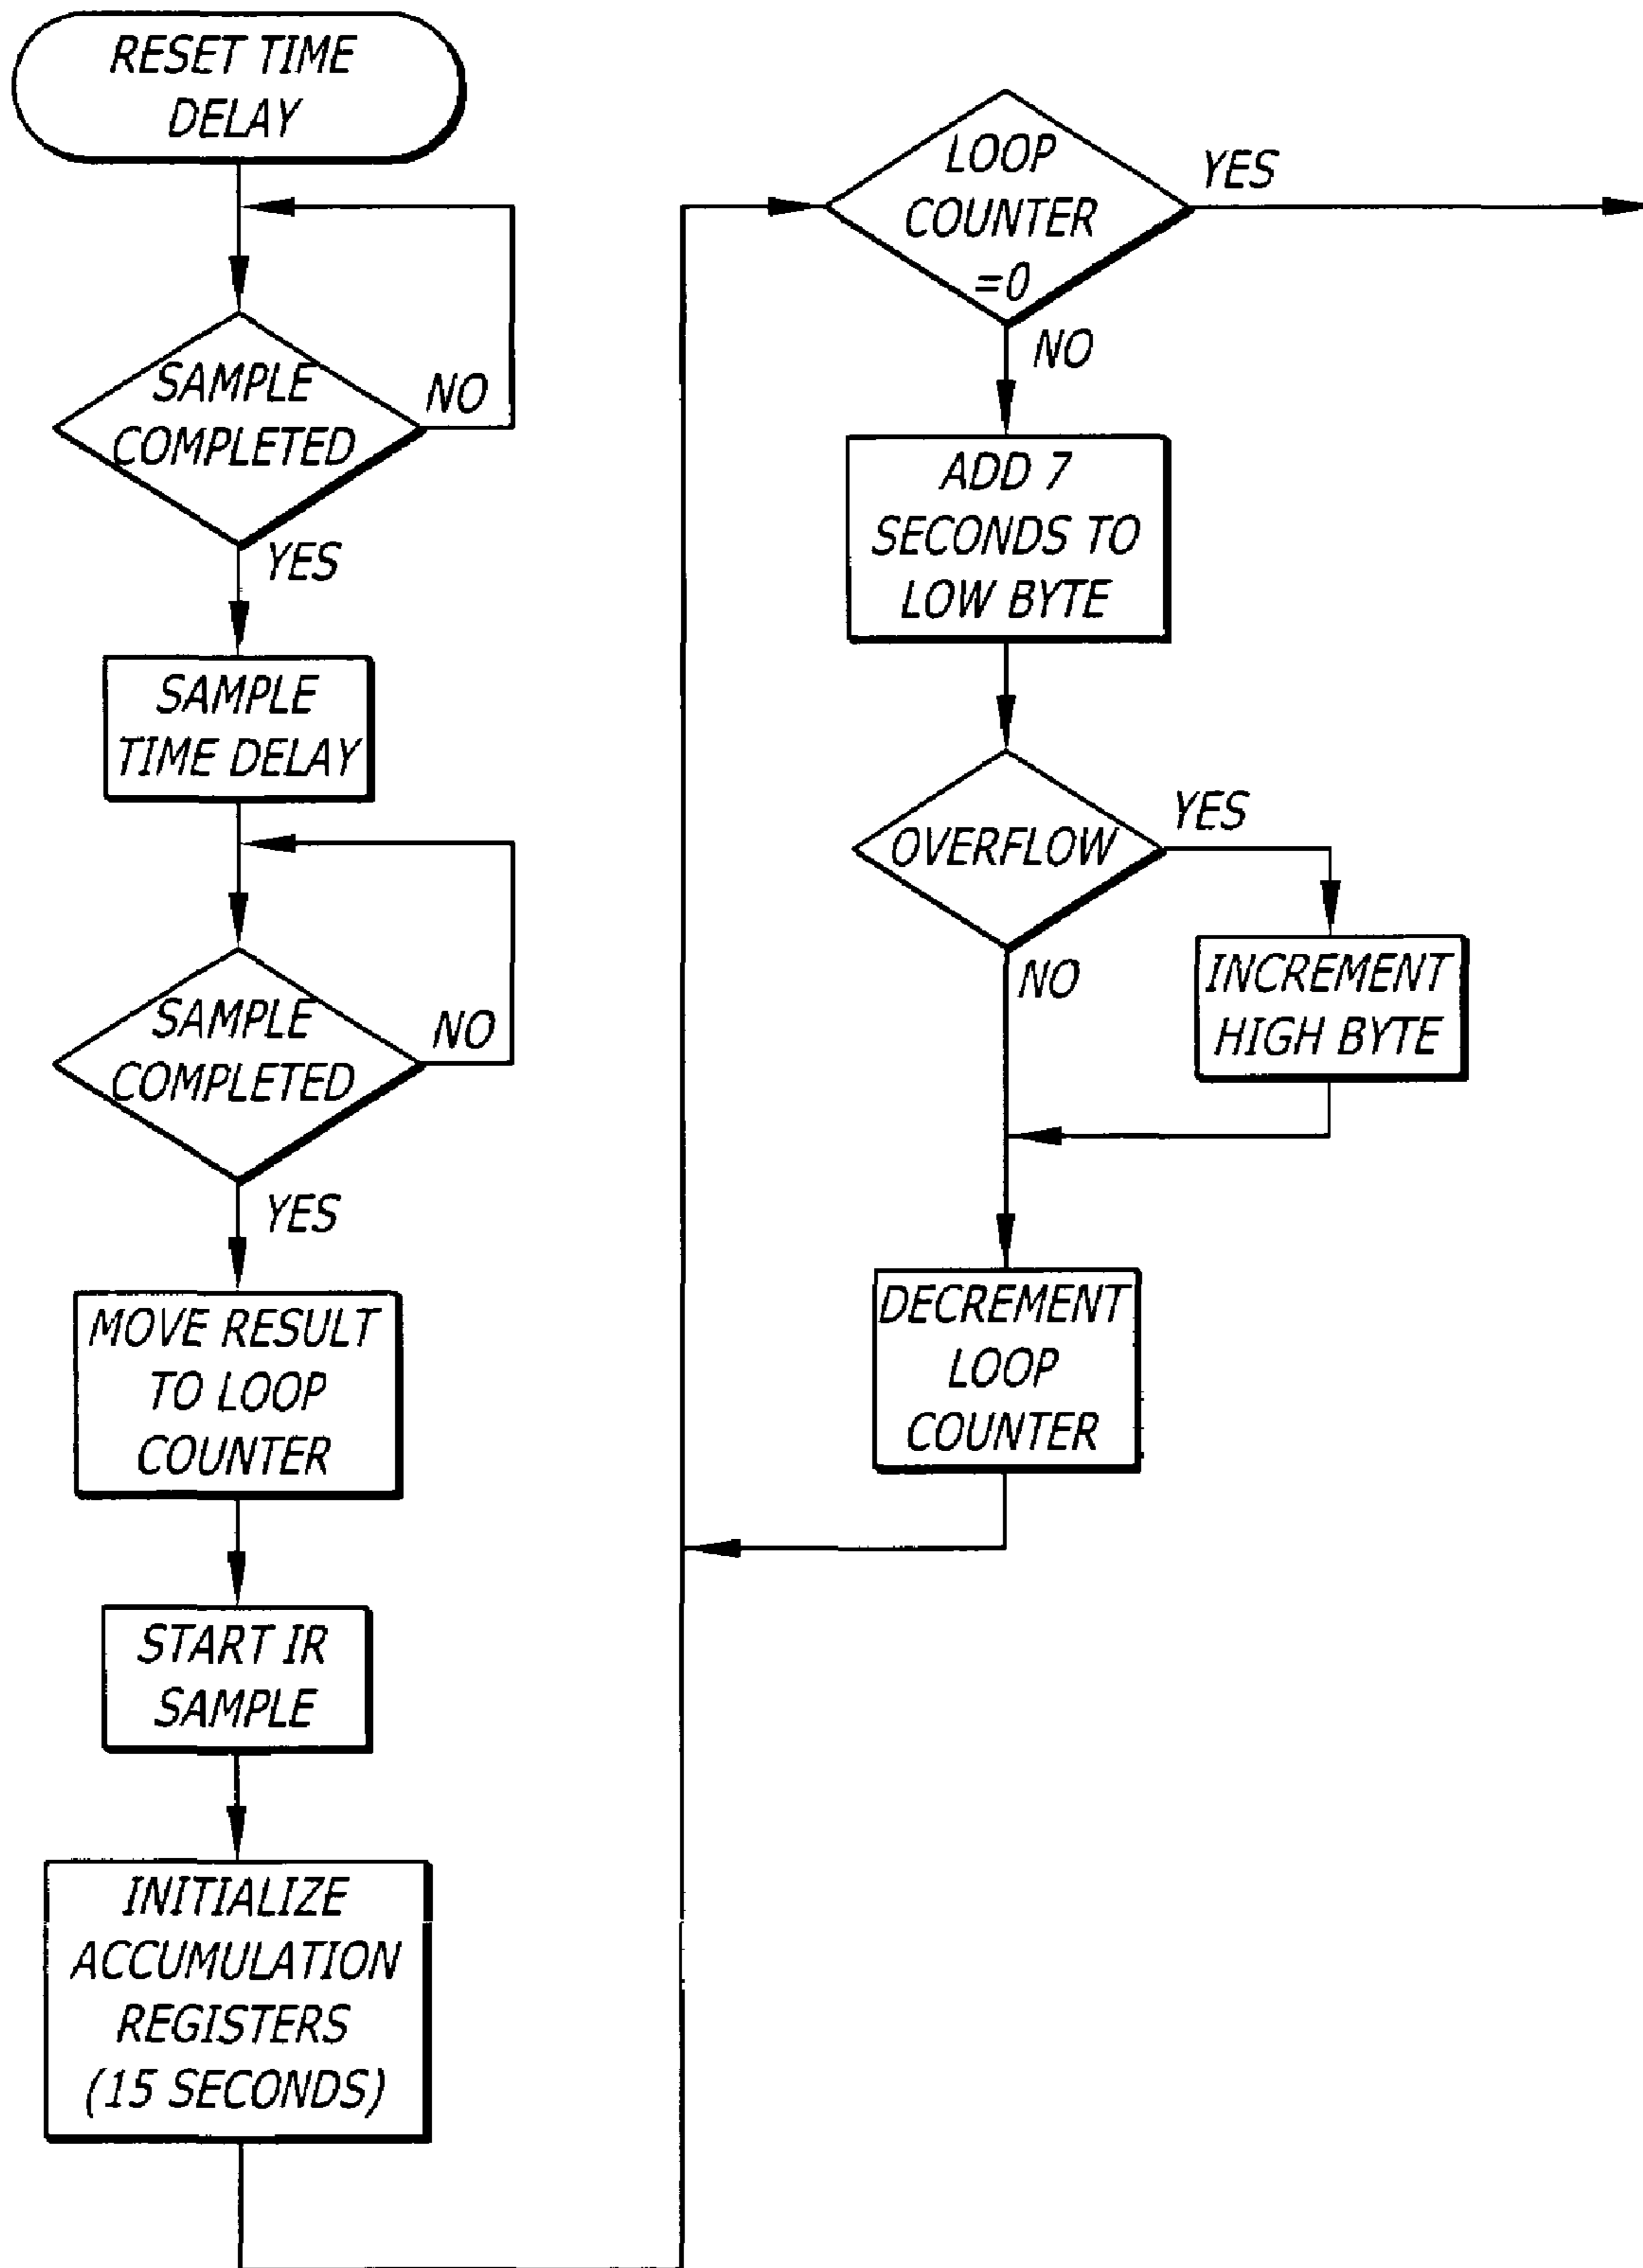 RESET TIME
DELAY
SAMPLE
COMPLETED
NO
YES
SAMPLE
TIME DELAY
SAMPLE
COMPLETED
NO
YES
MOVE RESULT
TO LOOP
COUNTER
START IR
SAMPLE
INITIALIZE
ACCUMULATION
REGISTERS
(15 SECONDS)
LOOP
COUNTER
=0
YES
NO
ADD 7
SECONDS TO
LOW BYTE
OVERFLOW
YES
NO
INCREMENT
HIGH BYTE
DECREMENT
LOOP
COUNTER